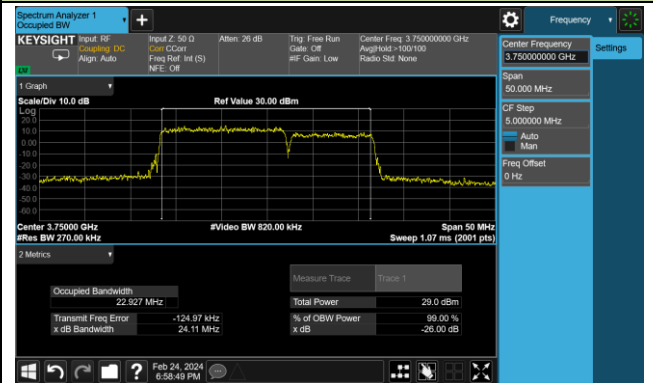 Spectrum Analyzer 1
Occupied BW
Frequency
KEYSIGHT
Input: RF
Coupling: DC
Align: Auto
Input Z: 50 Ω
Corr CCorr
Freq Ref: Int (S)
NFE: Off
Atten: 26 dB
Trig: Free Run
Gate: Off
#IF Gain: Low
Center Freq: 3.750000000 GHz
Avg|Hold:>100/100
Radio Std: None
Center Frequency
3.750000000 GHz
Settings
Span
50.000 MHz
CF Step
5.000000 MHz
Auto
Man
Freq Offset
0 Hz
1 Graph
Scale/Div 10.0 dB
Ref Value 30.00 dBm
Log
20.0
10.0
0.00
-10.0
-20.0
-30.0
-40.0
-50.0
-60.0
Center 3.75000 GHz
#Video BW 820.00 kHz
Span 50 MHz
#Res BW 270.00 kHz
Sweep 1.07 ms (2001 pts)
2 Metrics
Measure Trace
Trace 1
Occupied Bandwidth
22.927 MHz
Total Power
29.0 dBm
Transmit Freq Error
-124.97 kHz
% of OBW Power
99.00 %
x dB Bandwidth
24.11 MHz
x dB
-26.00 dB
Feb 24, 2024
6:58:49 PM